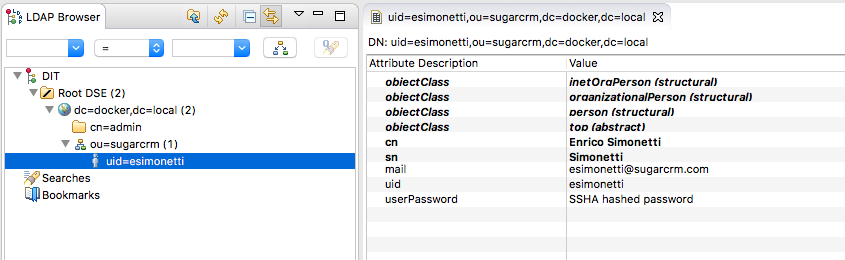 LDAP Browser
=
DIT
Root DSE (2)
dc=docker,dc=local (2)
cn=admin
ou=sugarcrm (1)
uid=esimonetti
Searches
Bookmarks
uid=esimonetti,ou=sugarcrm,dc=docker,dc=local
DN: uid=esimonetti,ou=sugarcrm,dc=docker,dc=local
Attribute Description Value
objectClass inetOrgPerson (structural)
objectClass organizationalPerson (structural)
objectClass person (structural)
objectClass top (abstract)
cn Enrico Simonetti
sn Simonetti
mail esimonetti@sugarcrm.com
uid esimonetti
userPassword SSHA hashed password